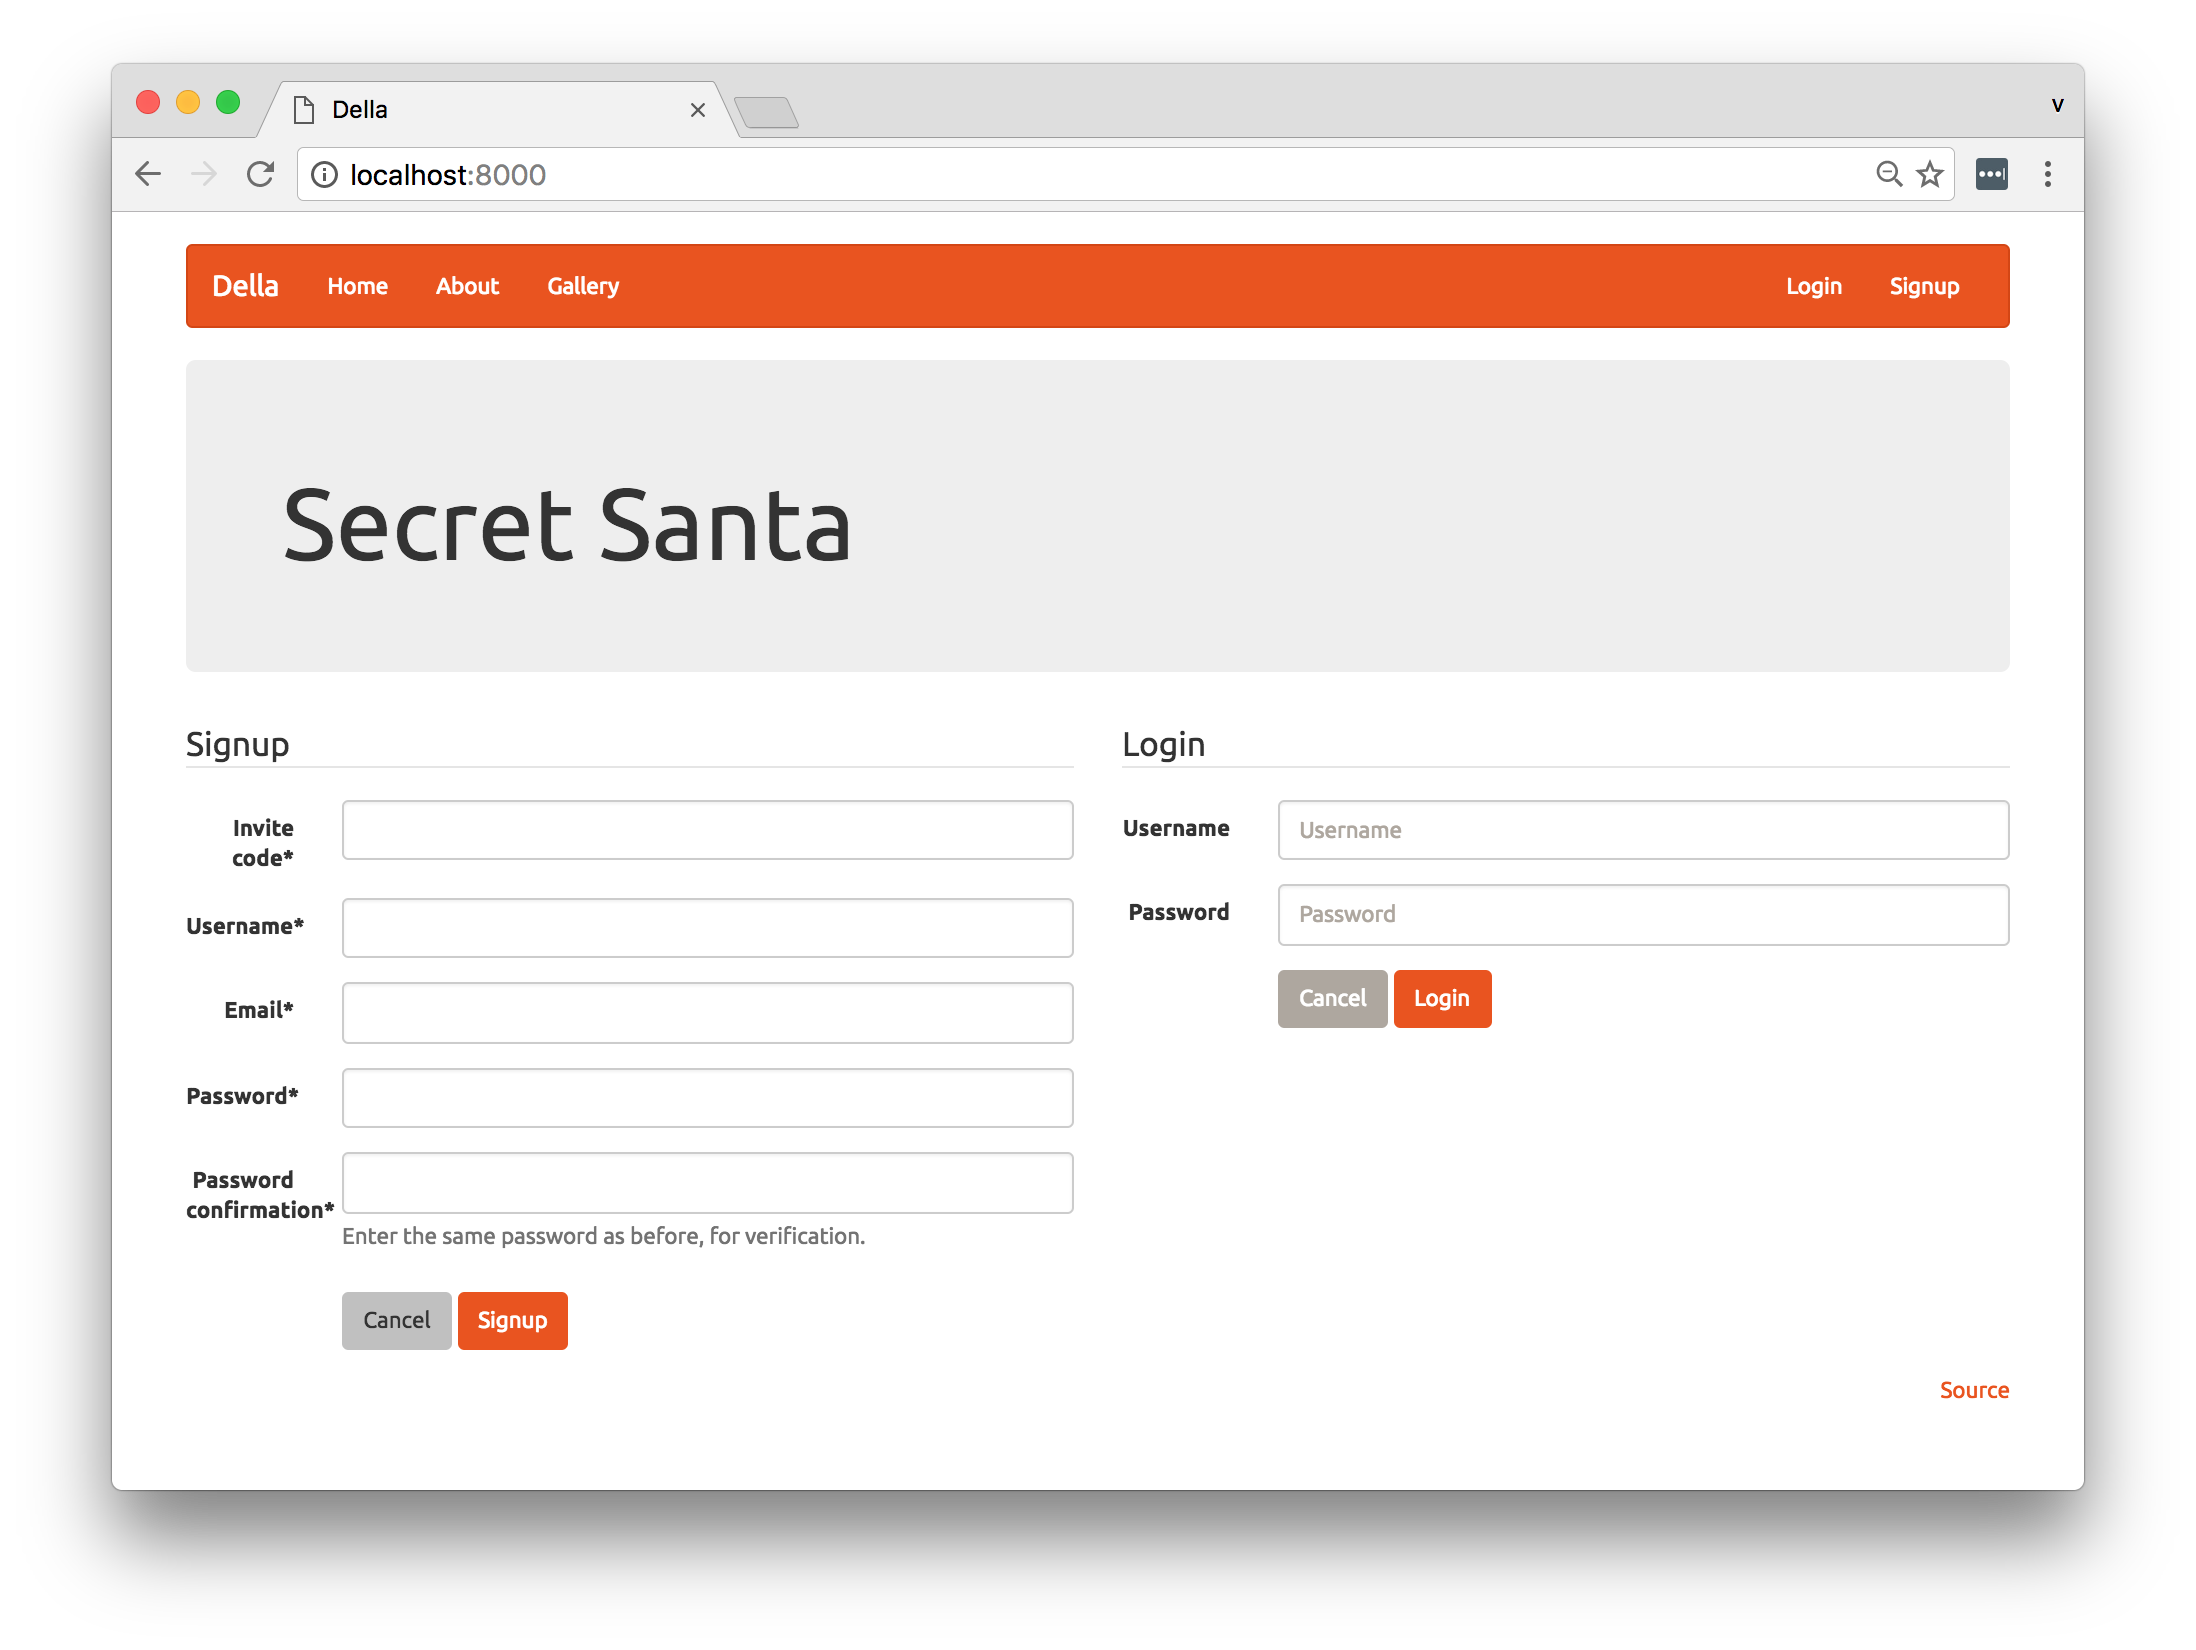 Della
v
localhost:8000
Della Home About Gallery Login Signup
Secret Santa
Signup
Invite
code*
Username*
Email*
Password*
Password
confirmation*
Enter the same password as before, for verification.
Cancel Signup
Login
Username Username
Password Password
Cancel Login
Source